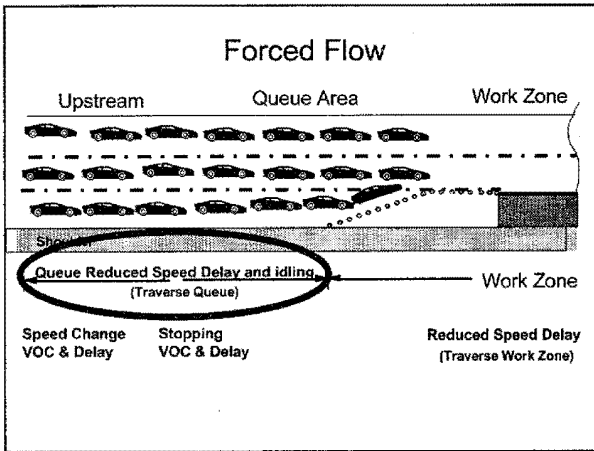 Forced Flow
Upstream Queue Area Work Zone
Shoulder
Queue Reduced Speed Delay and idling
(Traverse Queue)
Work Zone
Speed Change Stopping Reduced Speed Delay
VOC & Delay VOC & Delay (Traverse Work Zone)